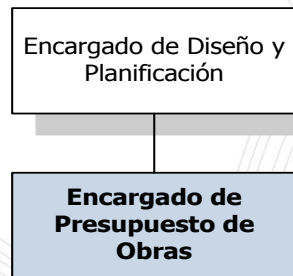 Encargado de Diseño y
Planificación
Encargado de
Presupuesto de
Obras